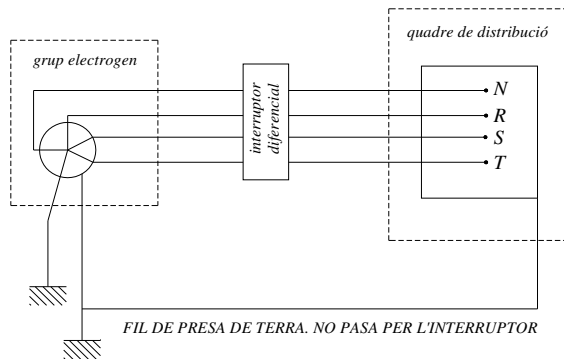 quadre de distribució
grup electrogen
interruptor
diferencial
N
R
S
T
FIL DE PRESA DE TERRA. NO PASA PER L'INTERRUPTOR